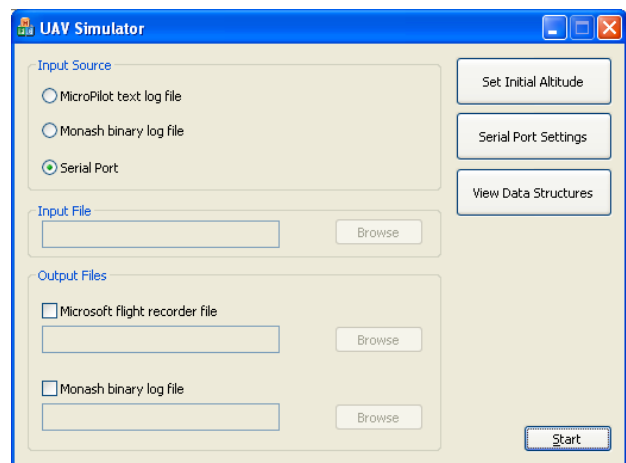 UAV Simulator
Input Source
MicroPilot text log file
Monash binary log file
Serial Port
Input File
Browse
Output Files
Microsoft flight recorder file
Browse
Monash binary log file
Browse
Set Initial Altitude
Serial Port Settings
View Data Structures
Start